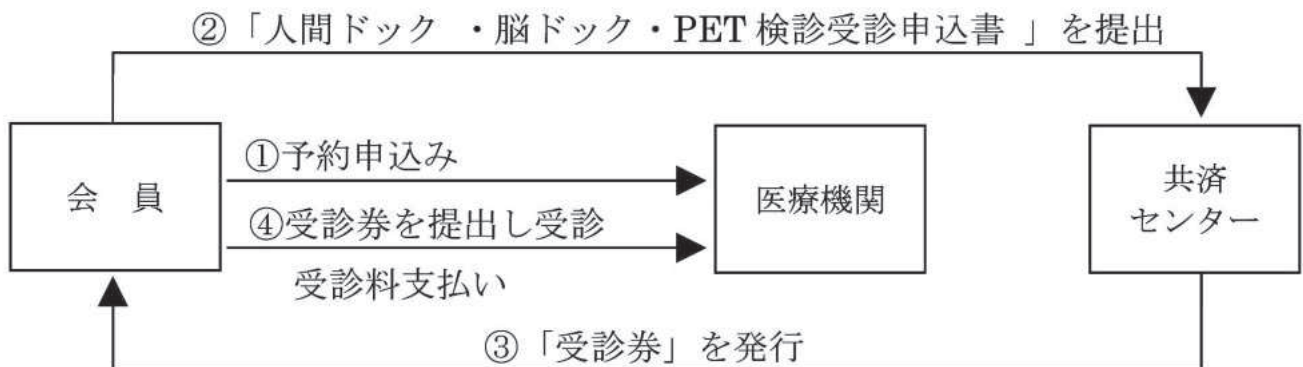 ②「人間ドック ・脳ドック・PET 検診受診申込書 」を提出
会 員
①予約申込み
④受診券を提出し受診
受診料支払い
医療機関
共済
センター
③「受診券」を発行